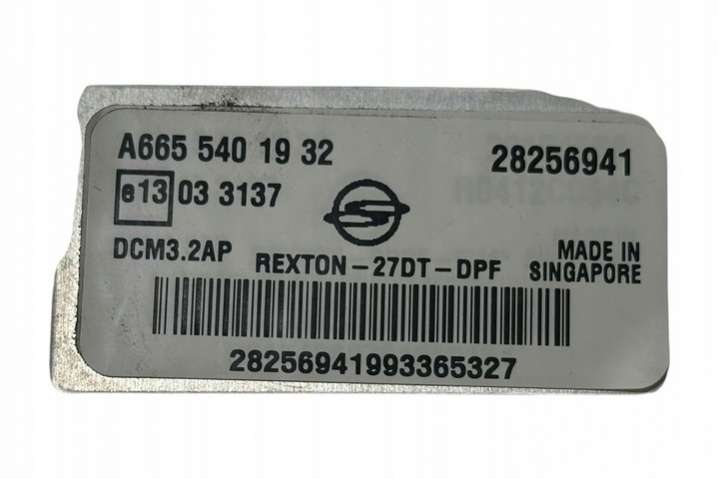 A665 540 19 32 28256941
e13 03 3137
DCM3.2AP REXTON-27DT-DPF MADE IN
SINGAPORE
28256941993365327